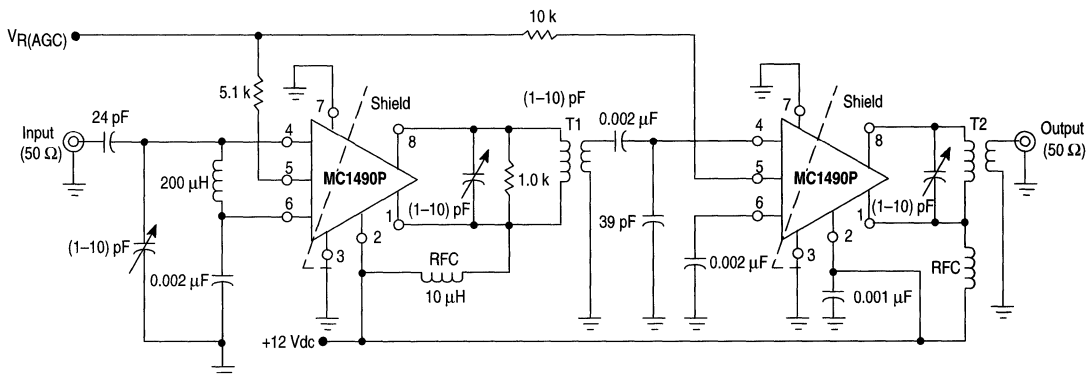 V_R(AGC)
10 k
5.1 k
7
Shield
Input
(50 Ω)
24 pF
4
5
6
MC1490P
8
1
2
3
200 μH
(1–10) pF
0.002 μF
(1–10) pF
1.0 k
RFC
10 μH
+12 Vdc
(1–10) pF
T1
0.002 μF
39 pF
0.002 μF
7
Shield
4
5
6
MC1490P
8
1
2
3
(1–10) pF
T2
Output
(50 Ω)
RFC
0.001 μF